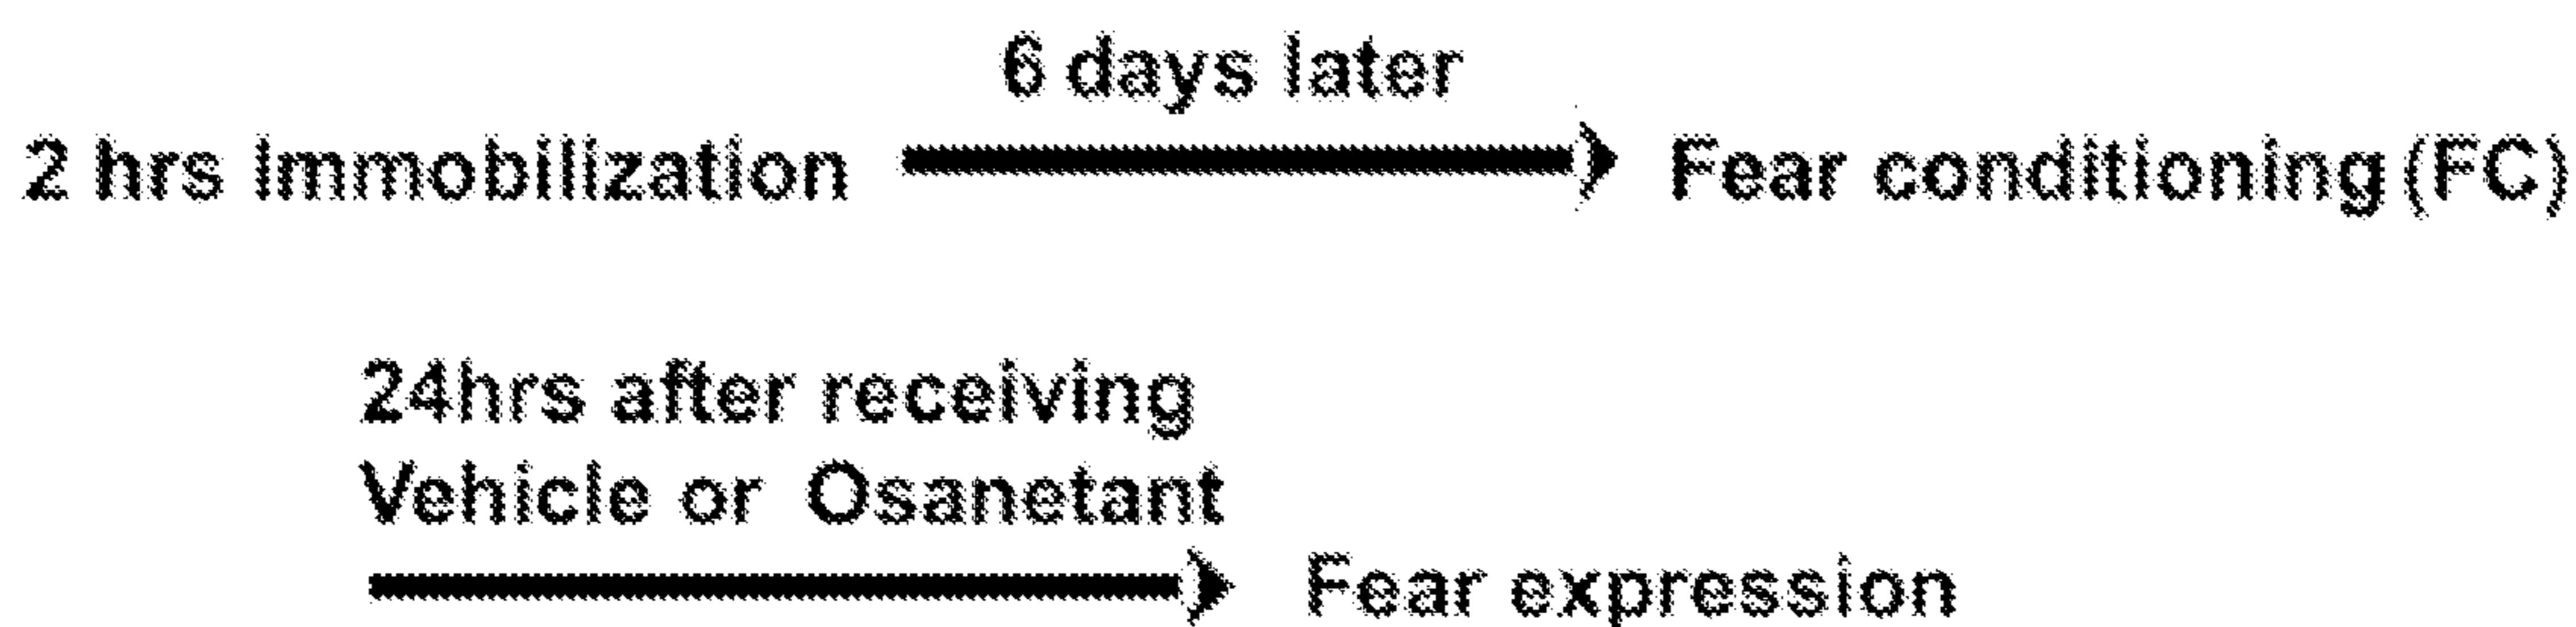 6 days later
2 hrs immobilization Fear conditioning (FC)
24hrs after receiving
Vehicle or Osanetant
Fear expression